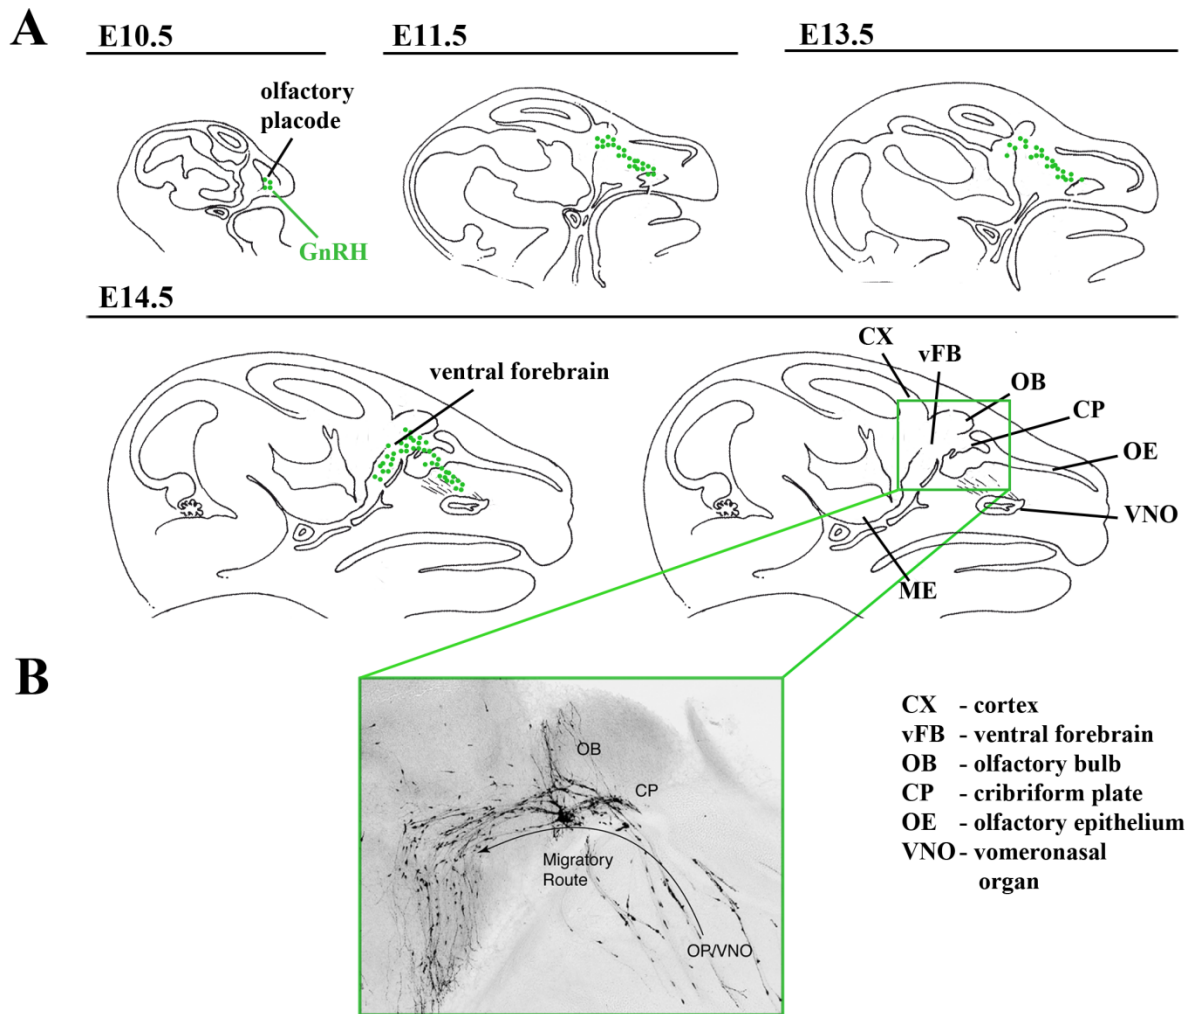 A
E10.5
E11.5
E13.5
olfactory
placode
GnRH
E14.5
ventral forebrain
CX
vFB
OB
CP
OE
VNO
ME
B
OB
CP
Migratory
Route
OP/VNO
CX - cortex
vFB - ventral forebrain
OB - olfactory bulb
CP - cribriform plate
OE - olfactory epithelium
VNO - vomeronasal
organ